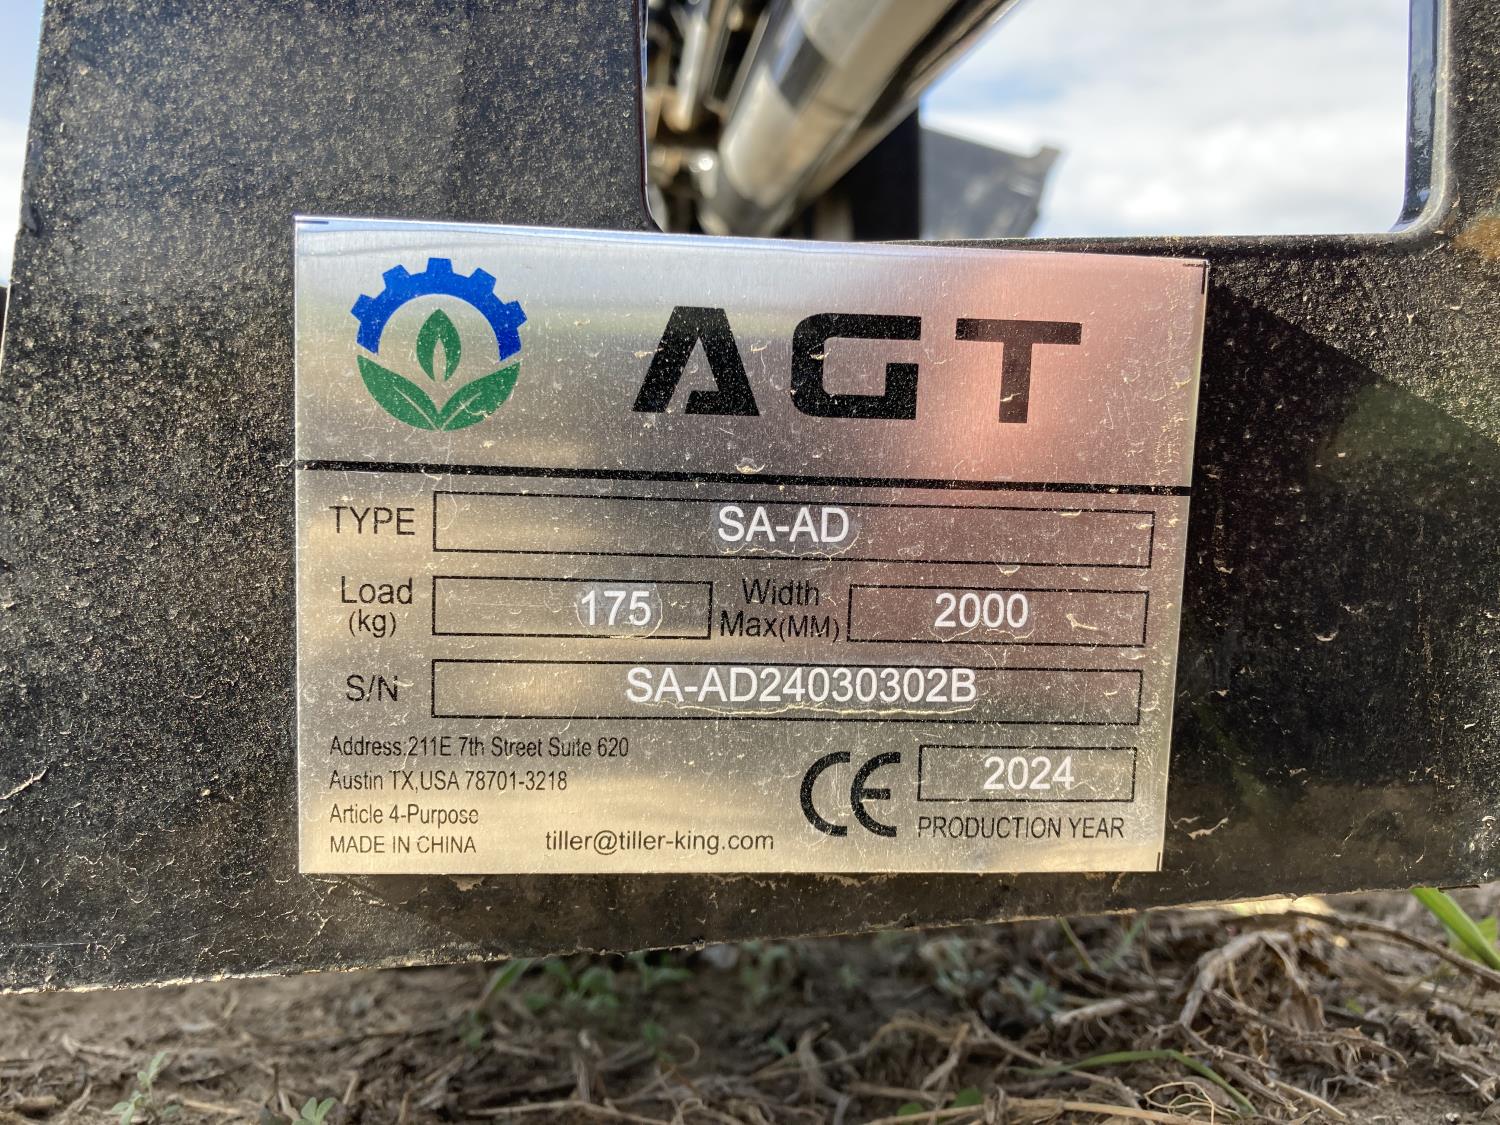 AGT
TYPE SA-AD
Load (kg) 175 Width Max(MM) 2000
S/N SA-AD24030302B
Address:211E 7th Street Suite 620
Austin TX,USA 78701-3218
Article 4-Purpose
MADE IN CHINA
tiller@tiller-king.com
CE
2024
PRODUCTION YEAR